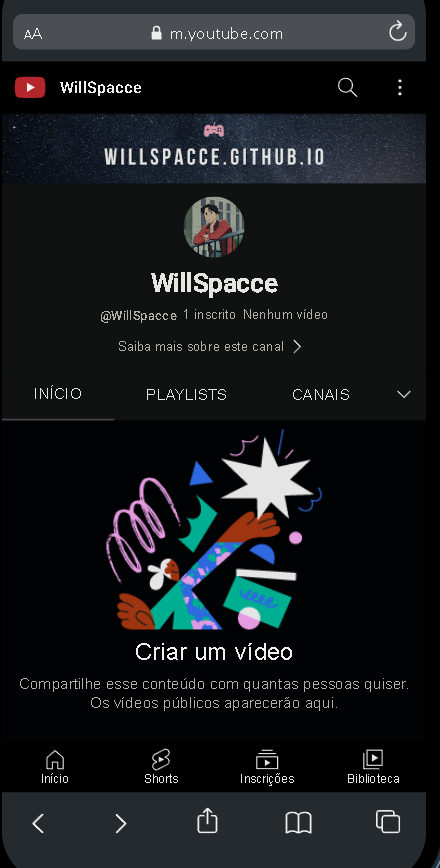 AA m.youtube.com
WillSpacce
WILLSPACCE.GITHUB.IO
WillSpacce
@WillSpacce 1 inscrito Nenhum vídeo
Saiba mais sobre este canal
INÍCIO PLAYLISTS CANAIS
Criar um vídeo
Compartilhe esse conteúdo com quantas pessoas quiser.
Os vídeos públicos aparecerão aqui.
Início Shorts Inscrições Biblioteca